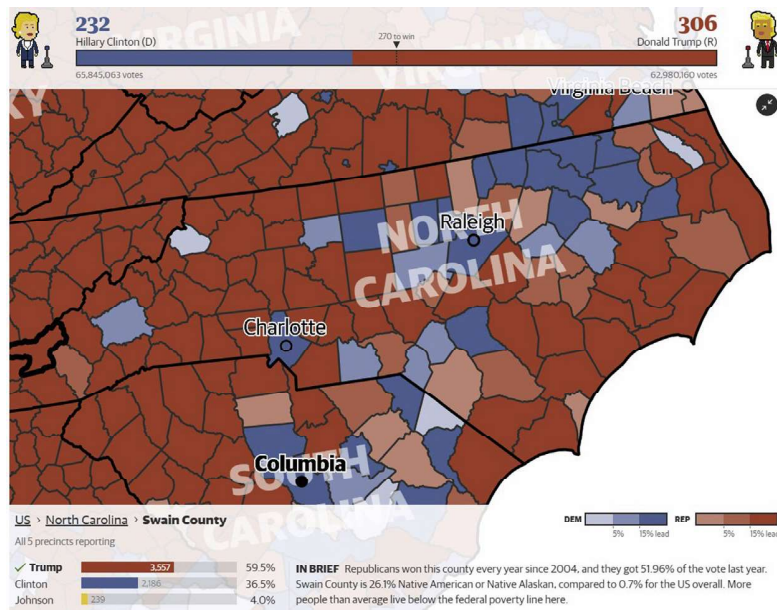 232
Hillary Clinton (D)
270 to win
306
Donald Trump (R)
65,845,063 votes
62,980,160 votes
VIRGINIA
Virginia Beach
NORTH
CAROLINA
Raleigh
Charlotte
Columbia
SOUTH
CAROLINA
US › North Carolina › Swain County
All 5 precincts reporting
✓ Trump 3,557 59.5%
Clinton 2,186 36.5%
Johnson 239 4.0%
DEM 5% 15% lead REP 5% 15% lead
IN BRIEF Republicans won this county every year since 2004, and they got 51.96% of the vote last year.
Swain County is 26.1% Native American or Native Alaskan, compared to 0.7% for the US overall. More
people than average live below the federal poverty line here.